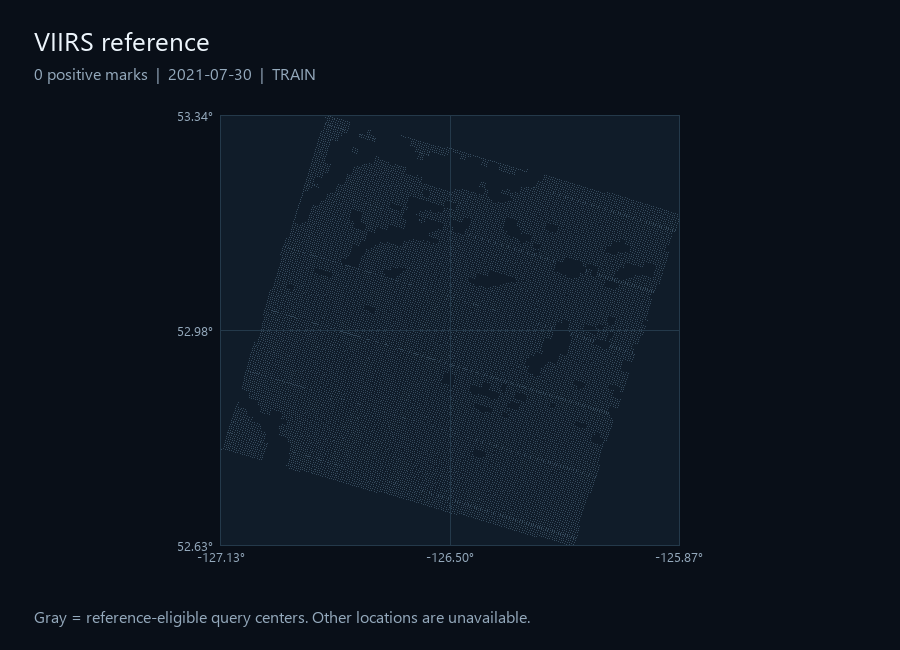 VIIRS reference
0 positive marks | 2021-07-30 | TRAIN
53.34°
52.98°
52.63°
-127.13°
-126.50°
-125.87°
Gray = reference-eligible query centers. Other locations are unavailable.